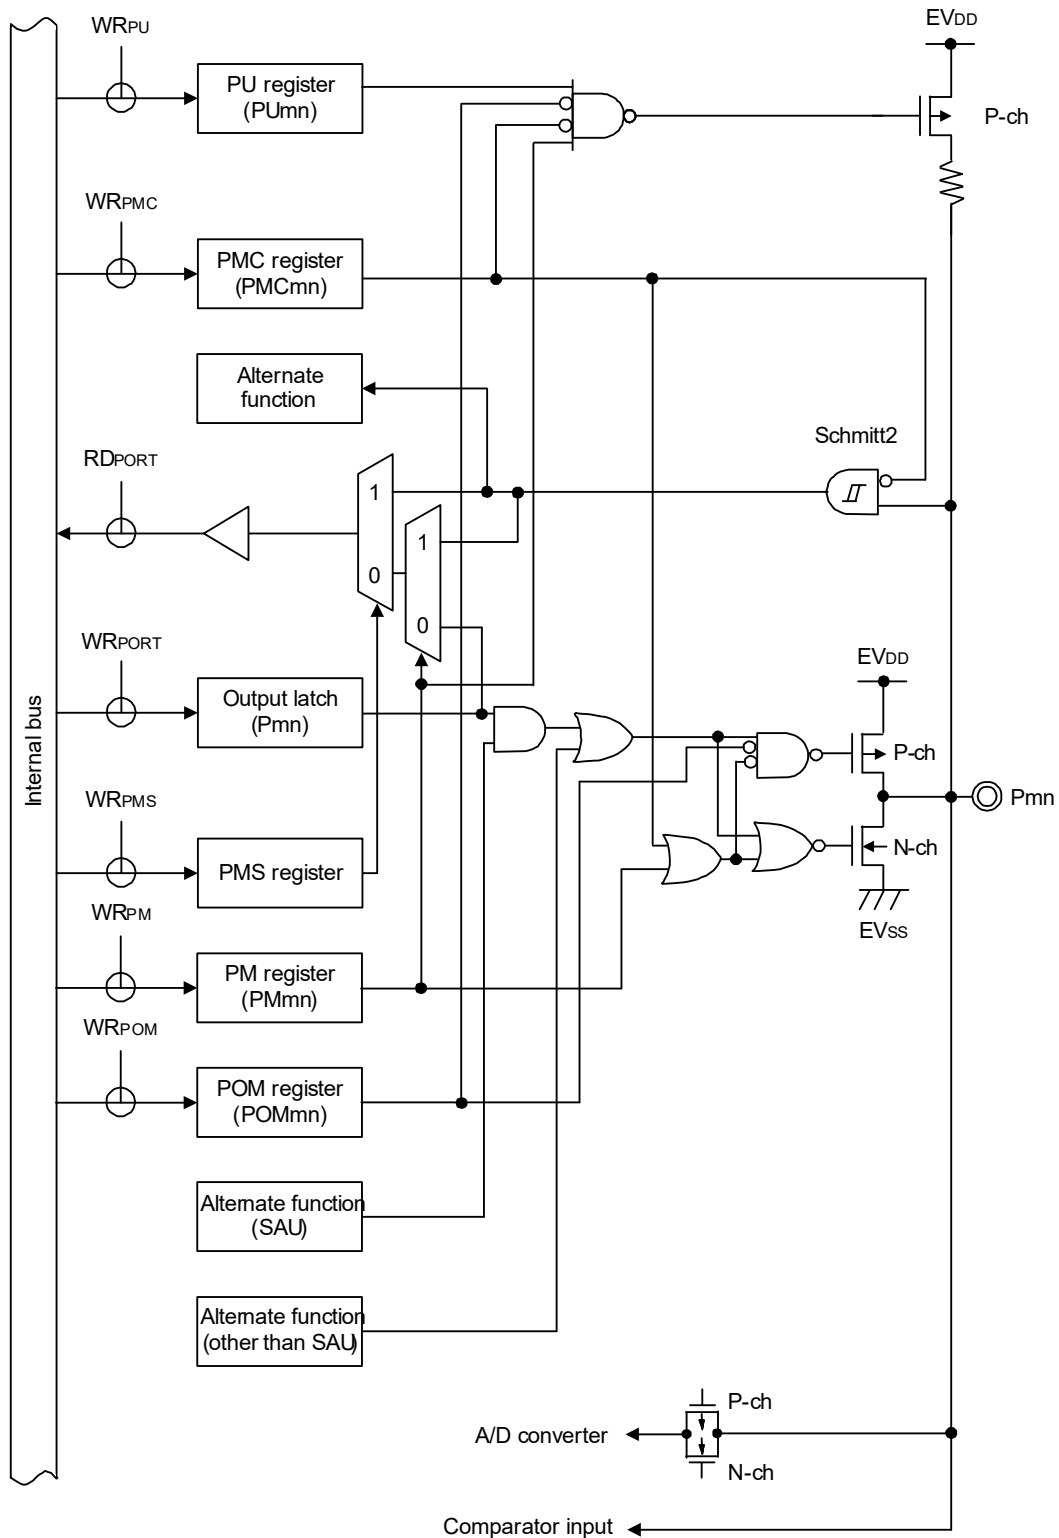 WRPU
EVDD
PU register
(PUmn)
P-ch
WRPMC
PMC register
(PMCmn)
Alternate
function
Schmitt2
RDPORT
1
1
0
0
WRPORT
EVDD
Output latch
(Pmn)
Internal bus
P-ch
WRPMS
Pmn
PMS register
N-ch
WRPM
EVSS
PM register
(PMmn)
WRPOM
POM register
(POMmn)
Alternate function
(SAU)
Alternate function
(other than SAU)
P-ch
A/D converter
N-ch
Comparator input